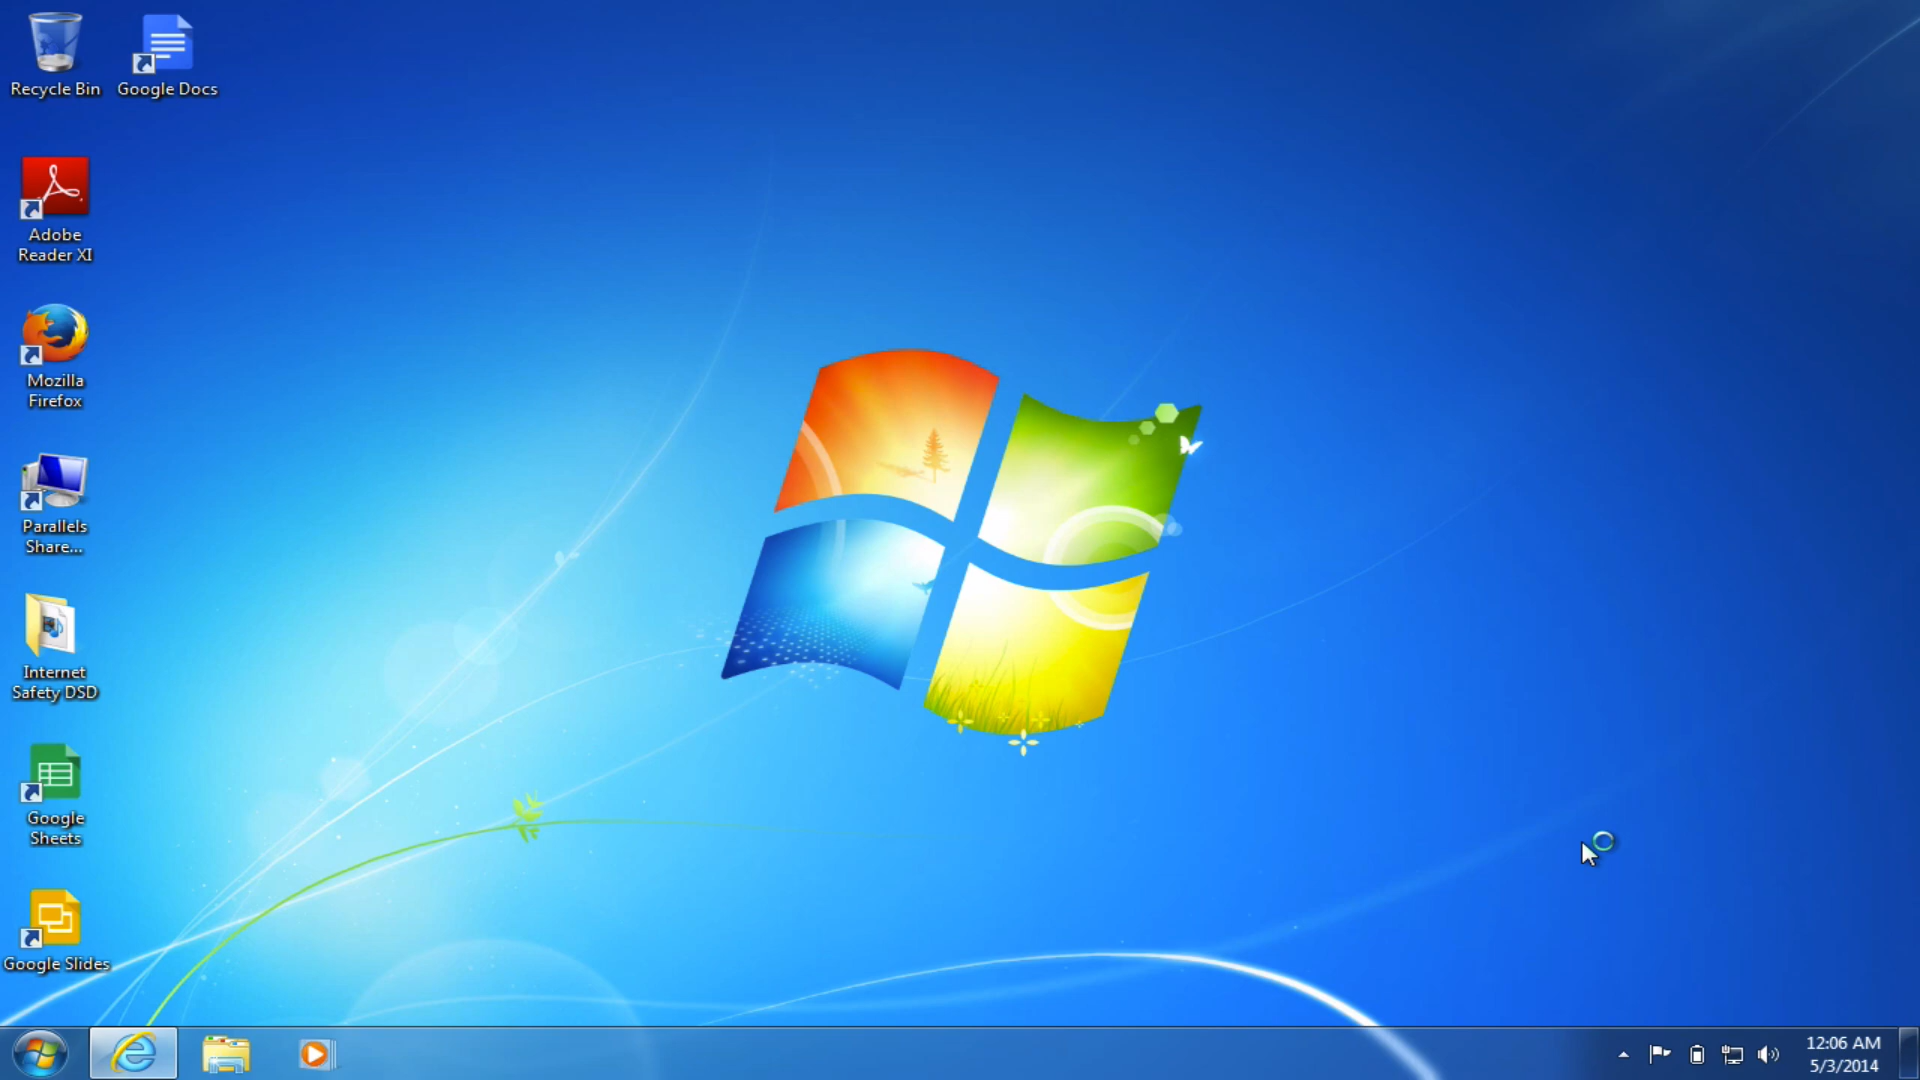 Recycle Bin
Google Docs
Adobe
Reader XI
Mozilla
Firefox
Parallels
Share...
Internet
Safety DSD
Google
Sheets
Google Slides
12:06 AM
5/3/2014